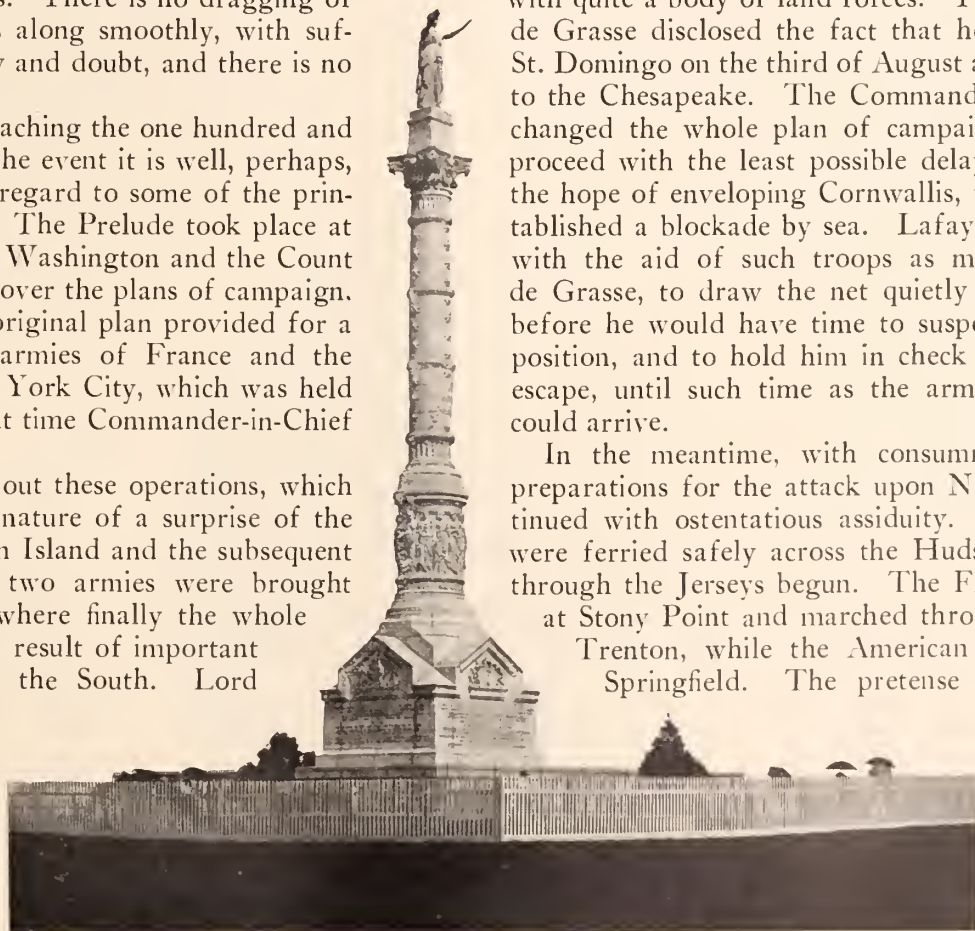 There is no dragging of
along smoothly, with suf-
and doubt, and there is no
aching the one hundred and
he event it is well, perhaps,
regard to some of the prin-
The Prelude took place at
Washington and the Count
over the plans of campaign.
original plan provided for a
armies of France and the
York City, which was held
t time Commander-in-Chief
out these operations, which
nature of a surprise of the
n Island and the subsequent
two armies were brought
where finally the whole
result of important
the South. Lord
with quite a body of land forces.
de Grasse disclosed the fact that h
St. Domingo on the third of August a
to the Chesapeake. The Command
changed the whole plan of campai
proceed with the least possible dela
the hope of enveloping Cornwallis,
tablished a blockade by sea. Lafay
with the aid of such troops as m
de Grasse, to draw the net quietly
before he would have time to susp
position, and to hold him in check
escape, until such time as the arm
could arrive.
In the meantime, with consum
preparations for the attack upon N
tinued with ostentatious assiduity.
were ferried safely across the Huds
through the Jerseys begun. The F
at Stony Point and marched thro
Trenton, while the American
Springfield. The pretense